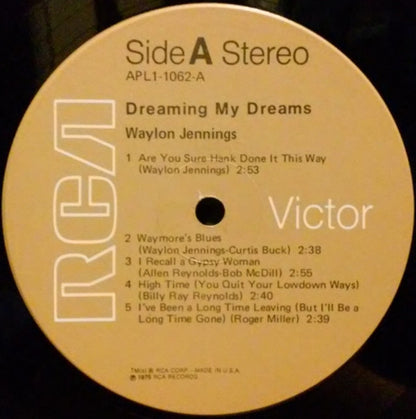 Side A Stereo
APL1-1062-A
Dreaming My Dreams
Waylon Jennings
1 Are You Sure Hank Done It This Way
(Waylon Jennings) 2:53
RCA
Victor
2 Waymore's Blues
(Waylon Jennings-Curtis Buck) 2:38
3 I Recall a Gypsy Woman
(Allen Reynolds-Bob McDill) 2:55
4 High Time (You Quit Your Lowdown Ways)
(Billy Ray Reynolds) 2:40
5 I've Been a Long Time Leaving (But I'll Be a
Long Time Gone) (Roger Miller) 2:39
TM(s) ® RCA CORP. - MADE IN U.S.A.
℗ 1975 RCA RECORDS